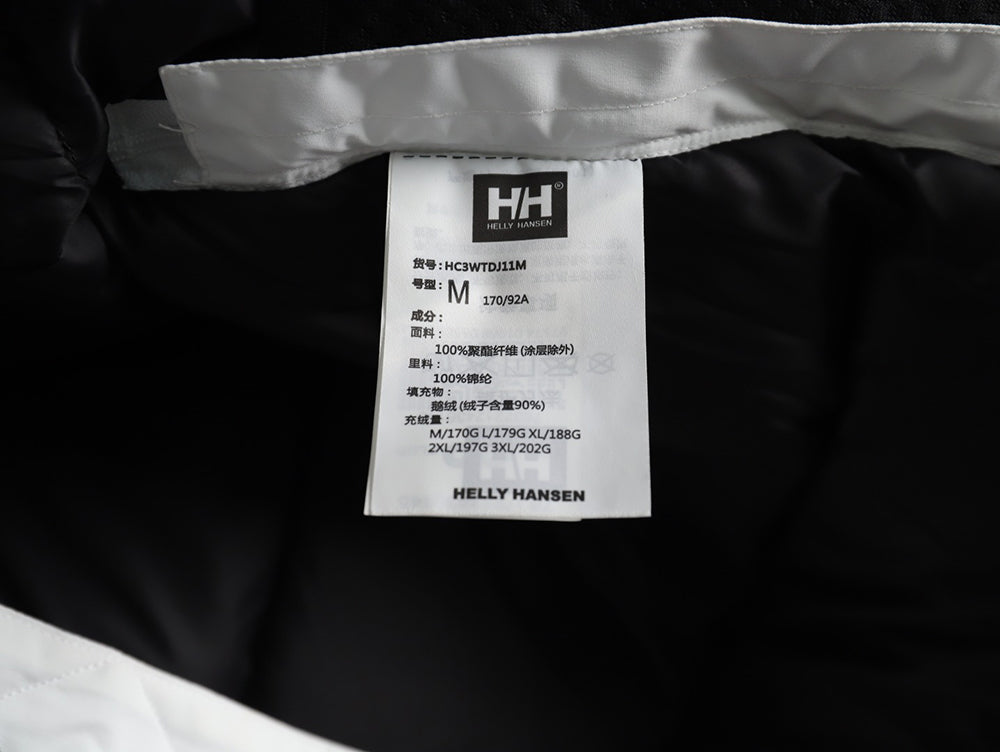 H/H®
HELLY HANSEN
货号:HC3WTDJ11M
号型: M 170/92A
成分:
面料:
100%聚酯纤维 (涂层除外)
里料:
100%锦纶
填充物:
鹅绒 (绒子含量90%)
充绒量:
M/170G L/179G XL/188G
2XL/197G 3XL/202G
HELLY HANSEN